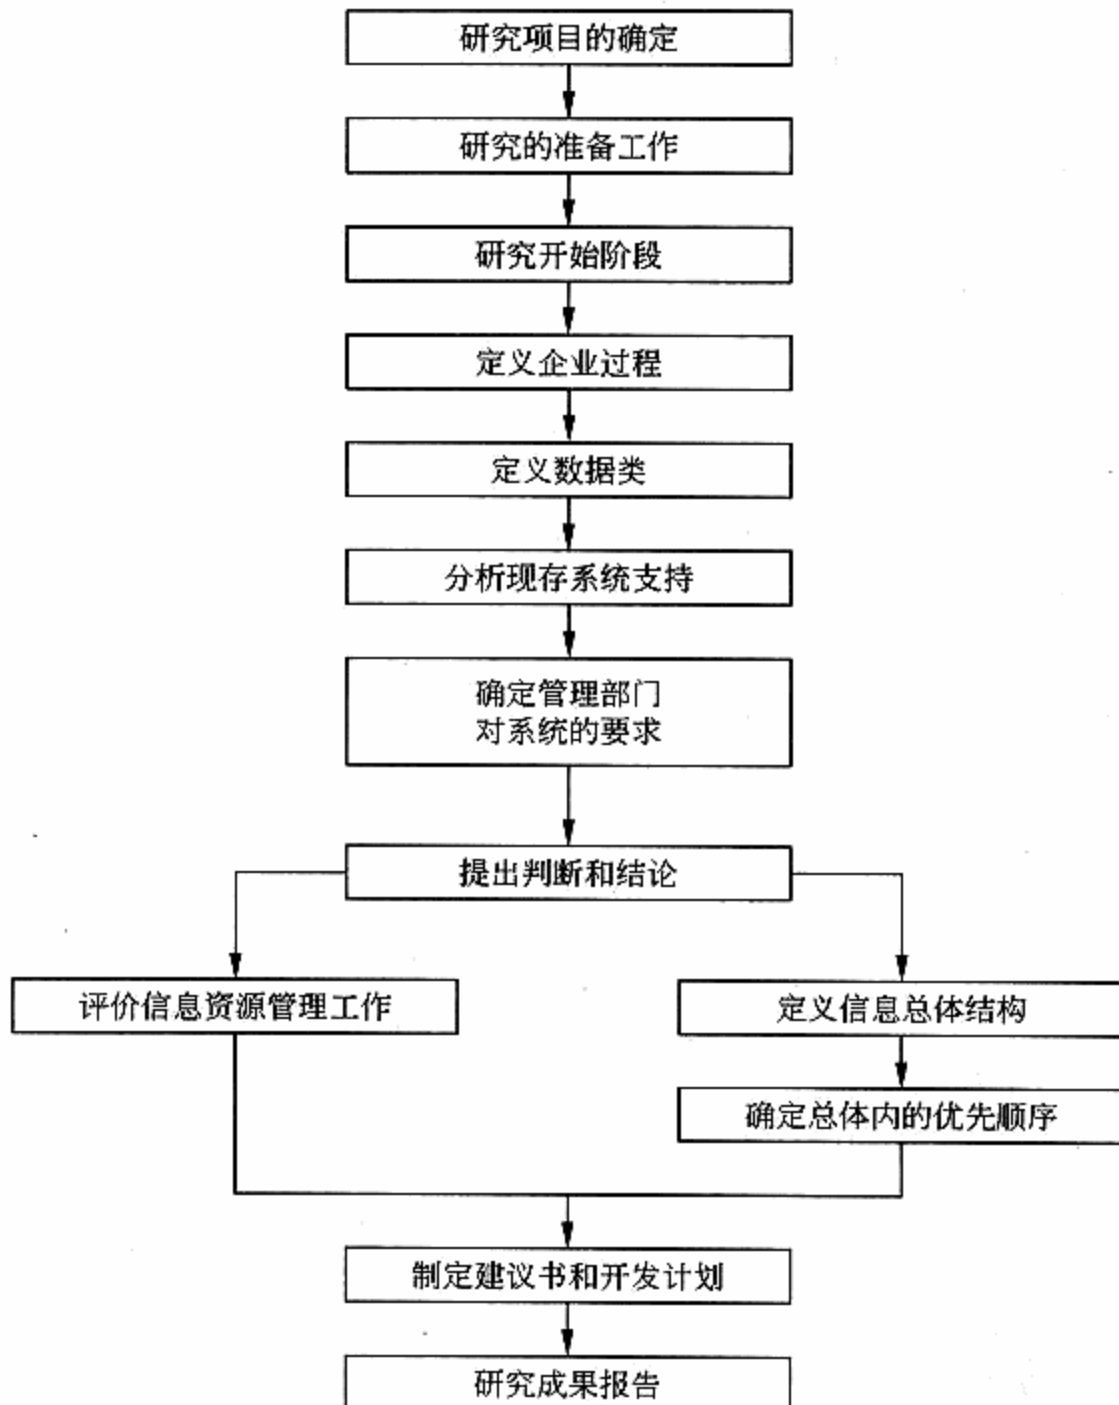 研究项目的确定
研究的准备工作
研究开始阶段
定义企业过程
定义数据类
分析现存系统支持
确定管理部门
对系统的要求
提出判断和结论
评价信息资源管理工作
定义信息总体结构
确定总体内的优先顺序
制定建议书和开发计划
研究成果报告